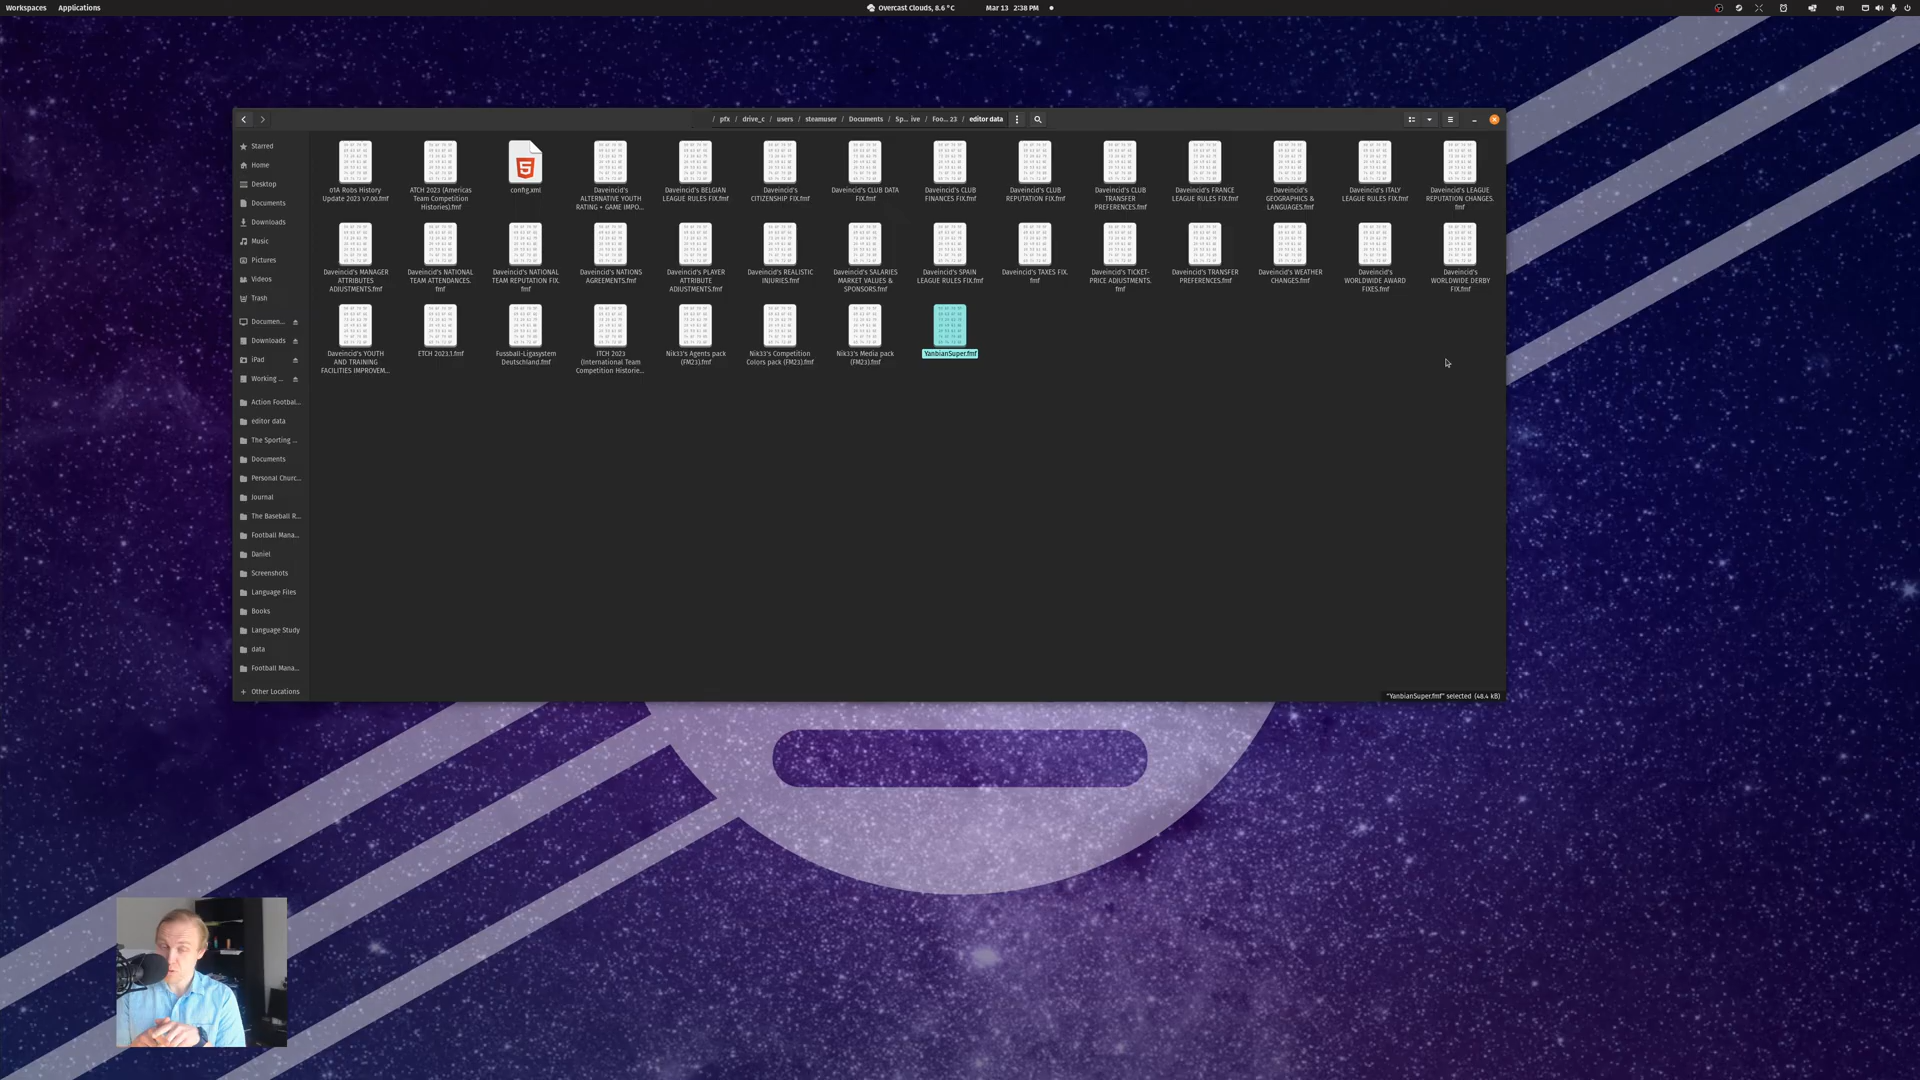 Workspaces Applications Overcast Clouds, 8.6 °C Mar 13 2:38 PM en
/ pfx / drive_c / users / steamuser / Documents / Sp... ive / Foo... 23 / editor data
Starred
Home
Desktop
Documents
Downloads
Music
Pictures
Videos
Trash
Documen...
Downloads
iPad
Working ...
Action Footbal...
editor data
The Sporting ...
Documents
Personal Churc...
Journal
The Baseball R...
Football Mana...
Daniel
Screenshots
Language Files
Books
Language Study
data
Football Mana...
Other Locations
01A Robs History
Update 2023 v7.00.fmf
ATCH 2023 (Americas
Team Competition
Histories).fmf
config.xml
Daveincid's
ALTERNATIVE YOUTH
RATING + GAME IMPO...
Daveincid's BELGIAN
LEAGUE RULES FIX.fmf
Daveincid's
CITIZENSHIP FIX.fmf
Daveincid's CLUB DATA
FIX.fmf
Daveincid's CLUB
FINANCES FIX.fmf
Daveincid's CLUB
REPUTATION FIX.fmf
Daveincid's CLUB
TRANSFER
PREFERENCES.fmf
Daveincid's FRANCE
LEAGUE RULES FIX.fmf
Daveincid's
GEOGRAPHICS &
LANGUAGES.fmf
Daveincid's ITALY
LEAGUE RULES FIX.fmf
Daveincid's LEAGUE
REPUTATION CHANGES.
fmf
Daveincid's MANAGER
ATTRIBUTES
ADJUSTMENTS.fmf
Daveincid's NATIONAL
TEAM ATTENDANCES.
fmf
Daveincid's NATIONAL
TEAM REPUTATION FIX.
fmf
Daveincid's NATIONS
AGREEMENTS.fmf
Daveincid's PLAYER
ATTRIBUTE
ADJUSTMENTS.fmf
Daveincid's REALISTIC
INJURIES.fmf
Daveincid's SALARIES
MARKET VALUES &
SPONSORS.fmf
Daveincid's SPAIN
LEAGUE RULES FIX.fmf
Daveincid's TAXES FIX.
fmf
Daveincid's TICKET-
PRICE ADJUSTMENTS.
fmf
Daveincid's TRANSFER
PREFERENCES.fmf
Daveincid's WEATHER
CHANGES.fmf
Daveincid's
WORLDWIDE AWARD
FIXES.fmf
Daveincid's
WORLDWIDE DERBY
FIX.fmf
Daveincid's YOUTH
AND TRAINING
FACILITIES IMPROVEM...
ETCH 2023.1.fmf
Fussball-Ligasystem
Deutschland.fmf
ITCH 2023
(International Team
Competition Historie...
Nik33's Agents pack
(FM23).fmf
Nik33's Competition
Colors pack (FM23).fmf
Nik33's Media pack
(FM23).fmf
YanbianSuper.fmf
"YanbianSuper.fmf" selected (48.4 kB)